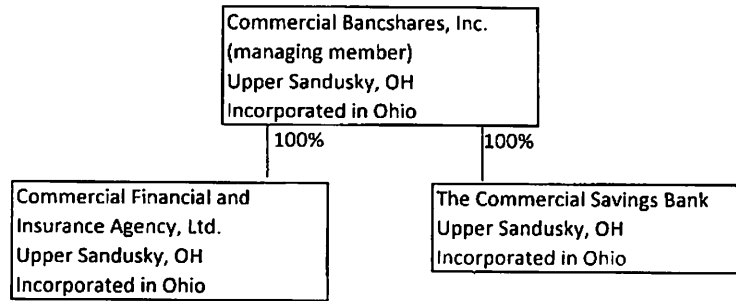 Commercial Bancshares, Inc.
(managing member)
Upper Sandusky, OH
Incorporated in Ohio
100%
100%
Commercial Financial and
Insurance Agency, Ltd.
Upper Sandusky, OH
Incorporated in Ohio
The Commercial Savings Bank
Upper Sandusky, OH
Incorporated in Ohio